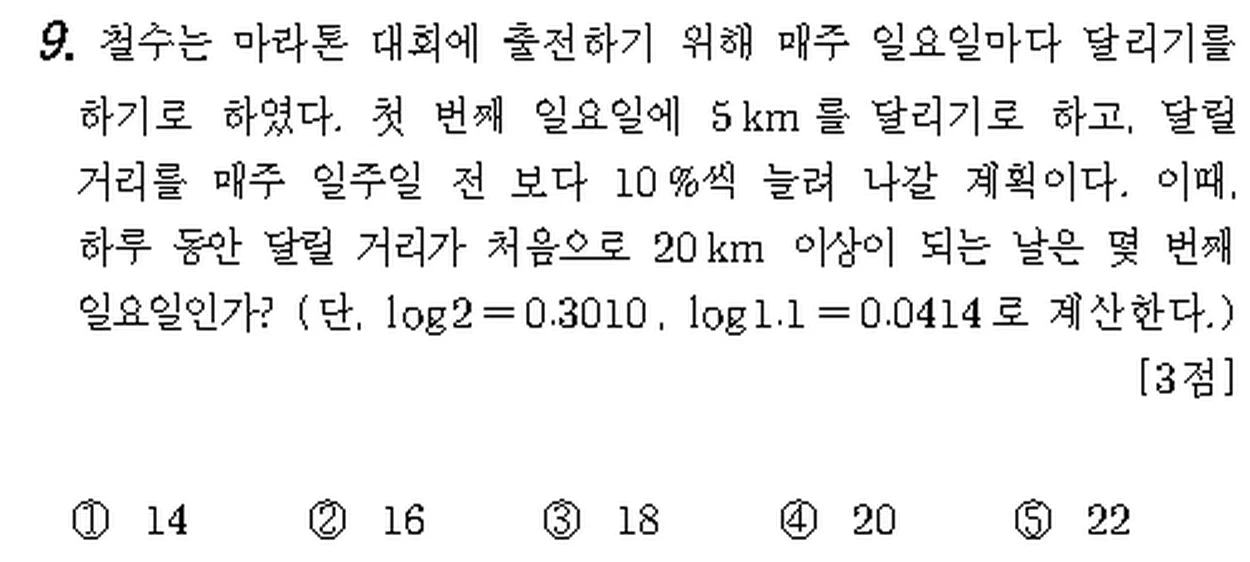 9. 철수는 마라톤 대회에 출전하기 위해 매주 일요일마다 달리기를
하기로 하였다. 첫 번째 일요일에 5 km 를 달리기로 하고, 달릴
거리를 매주 일주일 전 보다 10 %씩 늘려 나갈 계획이다. 이때,
하루 동안 달릴 거리가 처음으로 20 km 이상이 되는 날은 몇 번째
일요일인가? (단, log 2 = 0.3010 , log 1.1 = 0.0414 로 계산한다.)
[3점]
① 14 ② 16 ③ 18 ④ 20 ⑤ 22